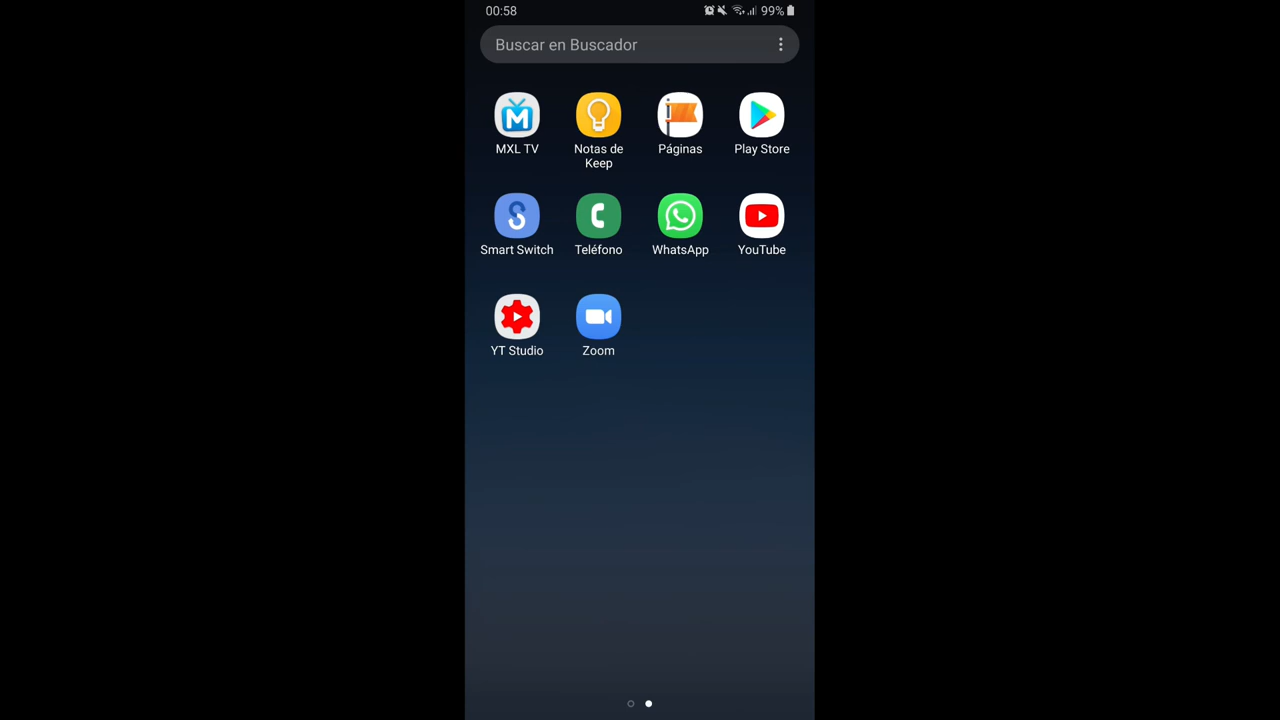 00:58
99%
Buscar en Buscador
MXL TV
Notas de
Keep
Páginas
Play Store
Smart Switch
Teléfono
WhatsApp
YouTube
YT Studio
Zoom